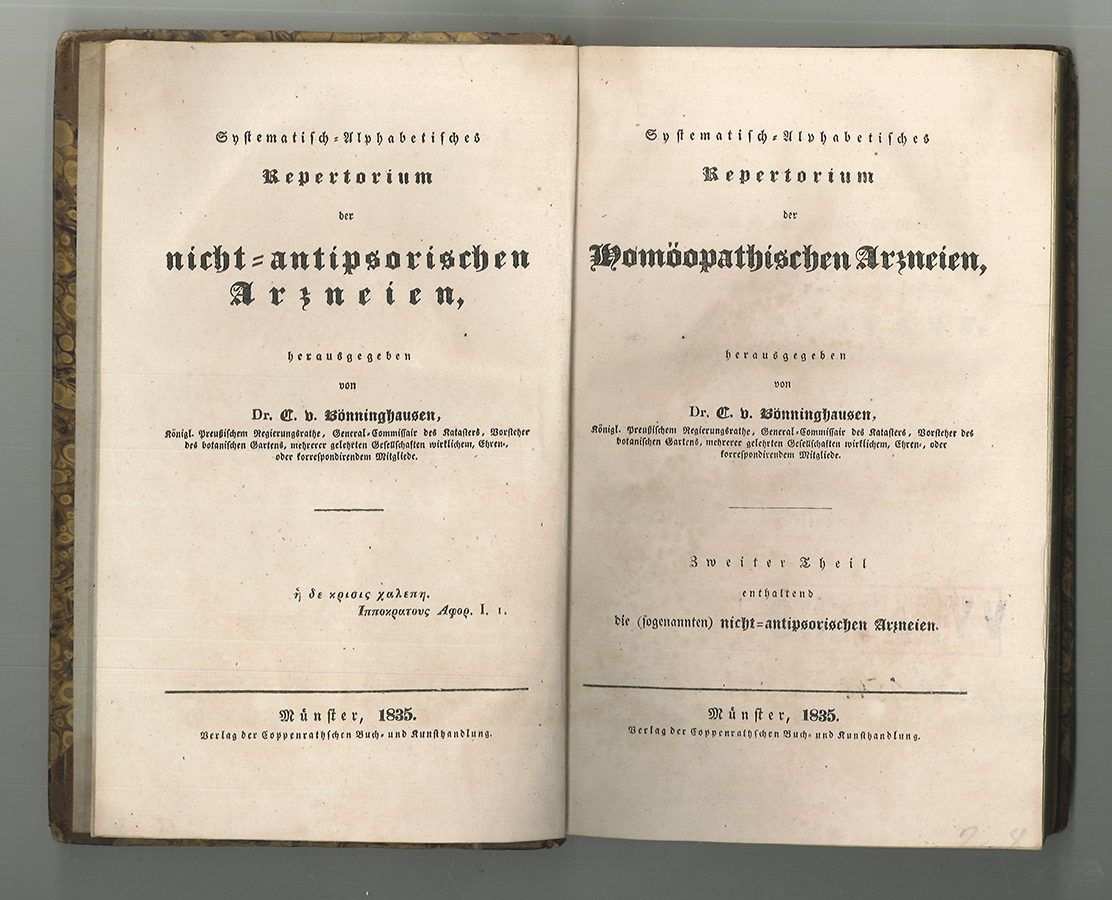 Systematisch-Alphabetisches
Repertorium
der
nicht-antipsorischen
Arzneien,
herausgegeben
von
Dr. C. v. Bönninghausen,
Königl. Preußischem Regierungsrathe, General-Commissair des Katasters, Vorsteher
des botanischen Gartens, mehrerer gelehrten Gesellschaften wirklichem, Ehren-,
oder korrespondirendem Mitgliede.
ἡ δε κρισις χαλεπη.
Ιπποκρατους Αφορ. I. 1.
Münster, 1835.
Verlag der Coppenrathschen Buch- und Kunsthandlung.
Systematisch-Alphabetisches
Repertorium
der
Homöopathischen Arzneien,
herausgegeben
von
Dr. C. v. Bönninghausen,
Königl. Preußischem Regierungsrathe, General-Commissair des Katasters, Vorsteher des
botanischen Gartens, mehrerer gelehrten Gesellschaften wirklichem, Ehren-, oder
korrespondirendem Mitgliede.
Zweiter Theil
enthaltend
die (sogenannten) nicht-antipsorischen Arzneien.
Münster, 1835.
Verlag der Coppenrathschen Buch- und Kunsthandlung.